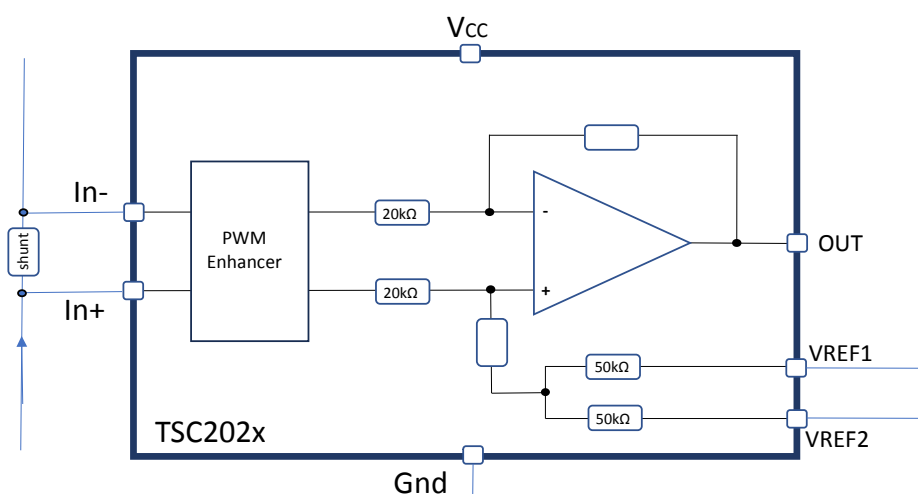 Vcc
In-
shunt
In+
PWM
Enhancer
20kΩ
20kΩ
-
+
OUT
50kΩ
50kΩ
VREF1
VREF2
TSC202x
Gnd